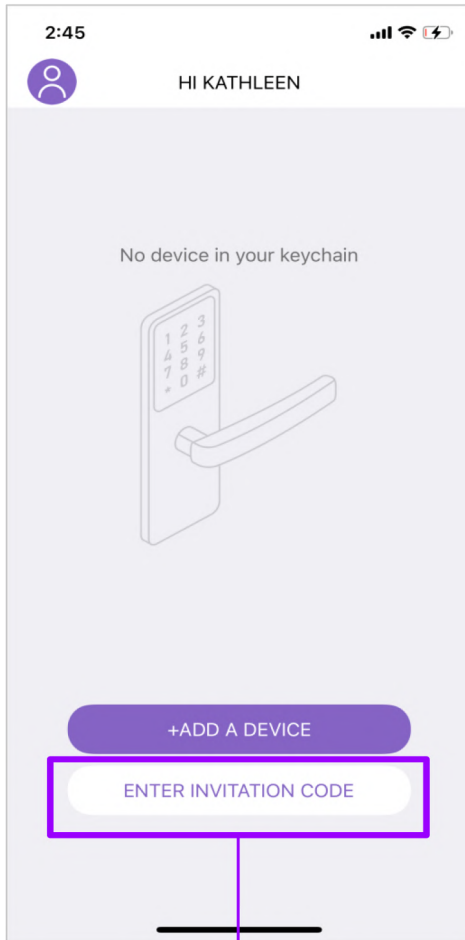 2:45
HI KATHLEEN
No device in your keychain
1 2 3
4 5 6
7 8 9
* 0 #
+ADD A DEVICE
ENTER INVITATION CODE